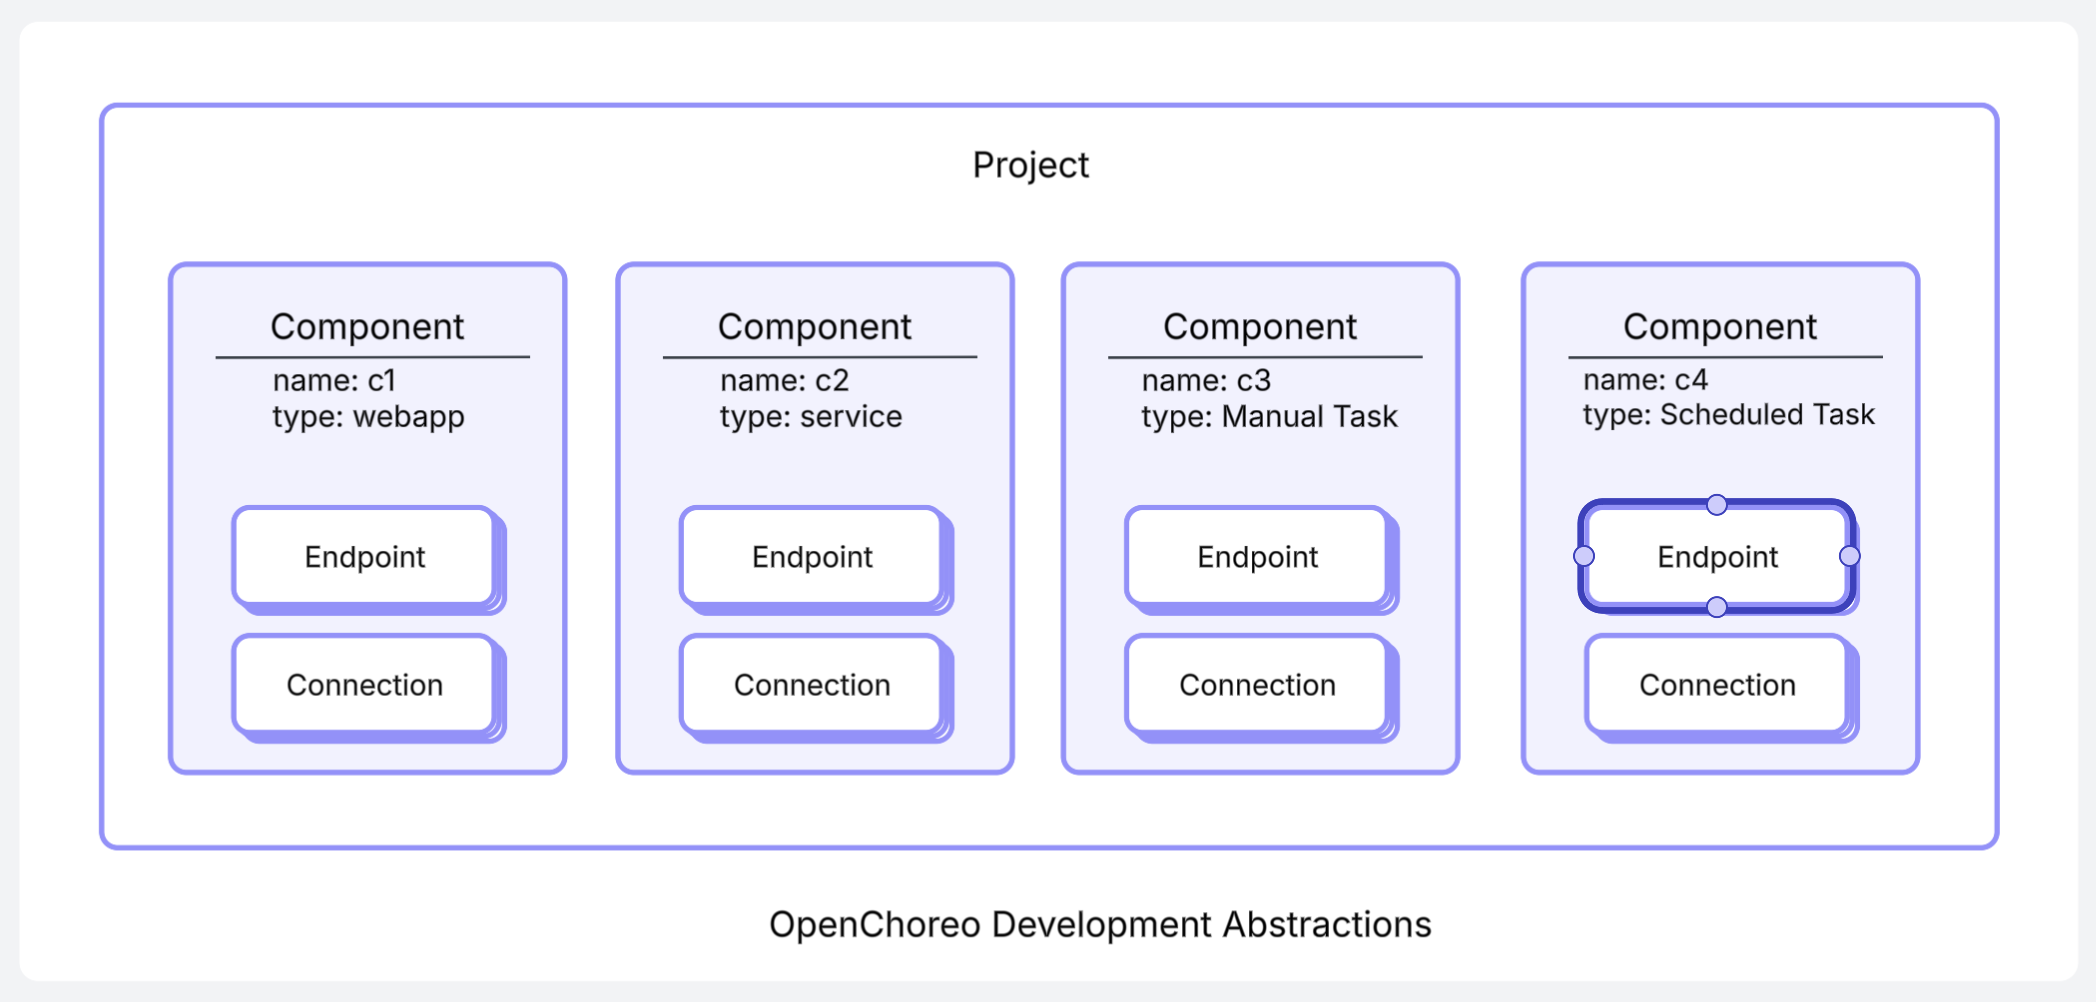 Project
Component
name: c1
type: webapp
Endpoint
Connection
Component
name: c2
type: service
Endpoint
Connection
Component
name: c3
type: Manual Task
Endpoint
Connection
Component
name: c4
type: Scheduled Task
Endpoint
Connection
OpenChoreo Development Abstractions